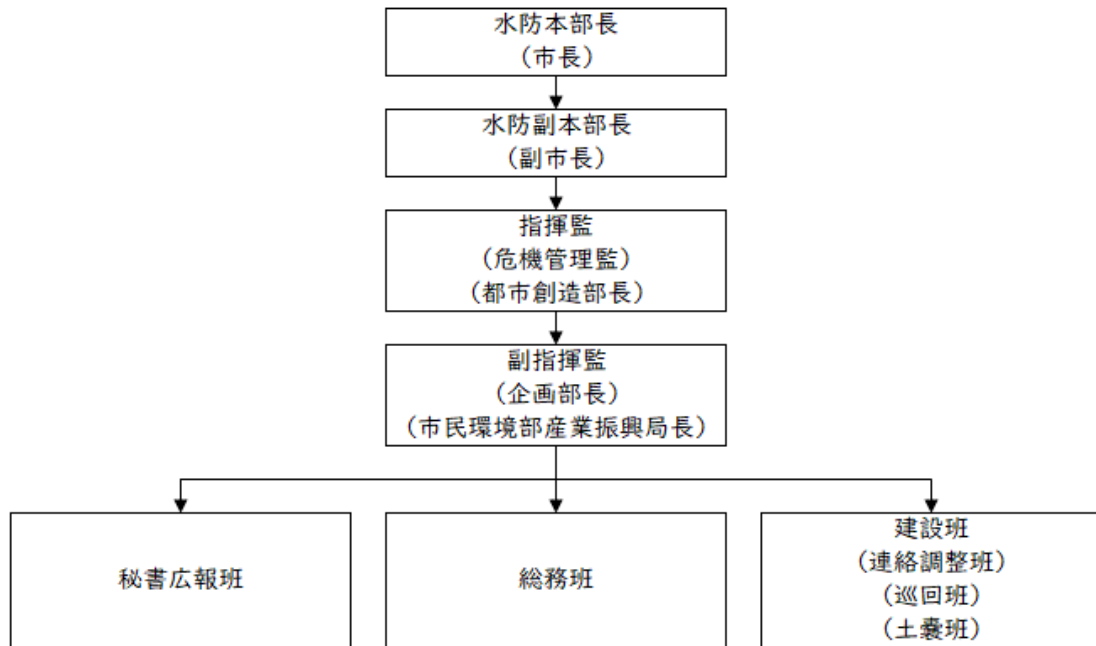 水防本部長
（市長）
水防副本部長
（副市長）
指揮監
（危機管理監）
（都市創造部長）
副指揮監
（企画部長）
（市民環境部産業振興局長）
秘書広報班
総務班
建設班
（連絡調整班）
（巡回班）
（土嚢班）